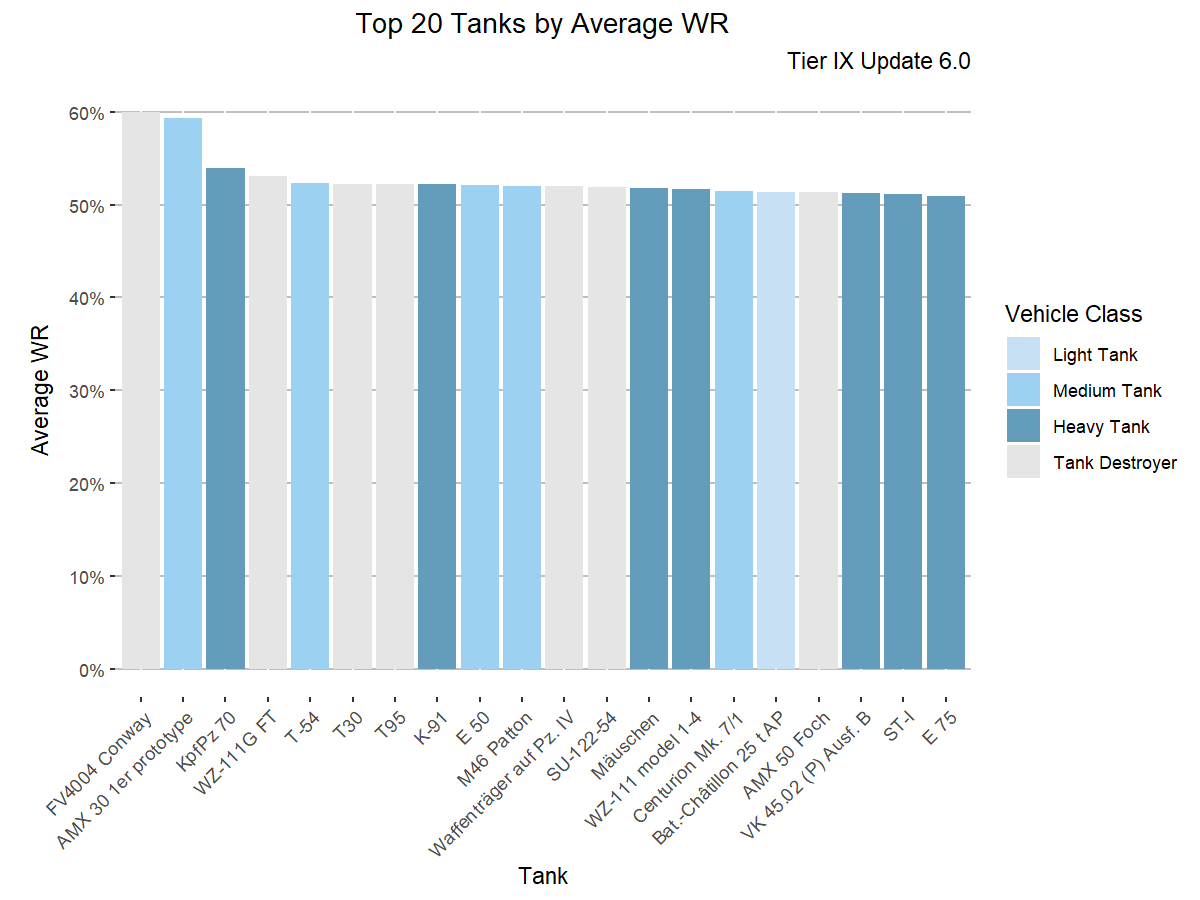 Top 20 Tanks by Average WR
Tier IX Update 6.0
60%
50%
40%
30%
20%
10%
0%
Average WR
FV4004 Conway
AMX 30 1er prototype
KpfPz 70
WZ-111G FT
T-54
T30
T95
K-91
E 50
M46 Patton
Waffenträger auf Pz. IV
SU-122-54
Mäuschen
WZ-111 model 1-4
Centurion Mk. 7/1
Bat.-Châtillon 25 t AP
AMX 50 Foch
VK 45.02 (P) Ausf. B
ST-I
E 75
Tank
Vehicle Class
Light Tank
Medium Tank
Heavy Tank
Tank Destroyer